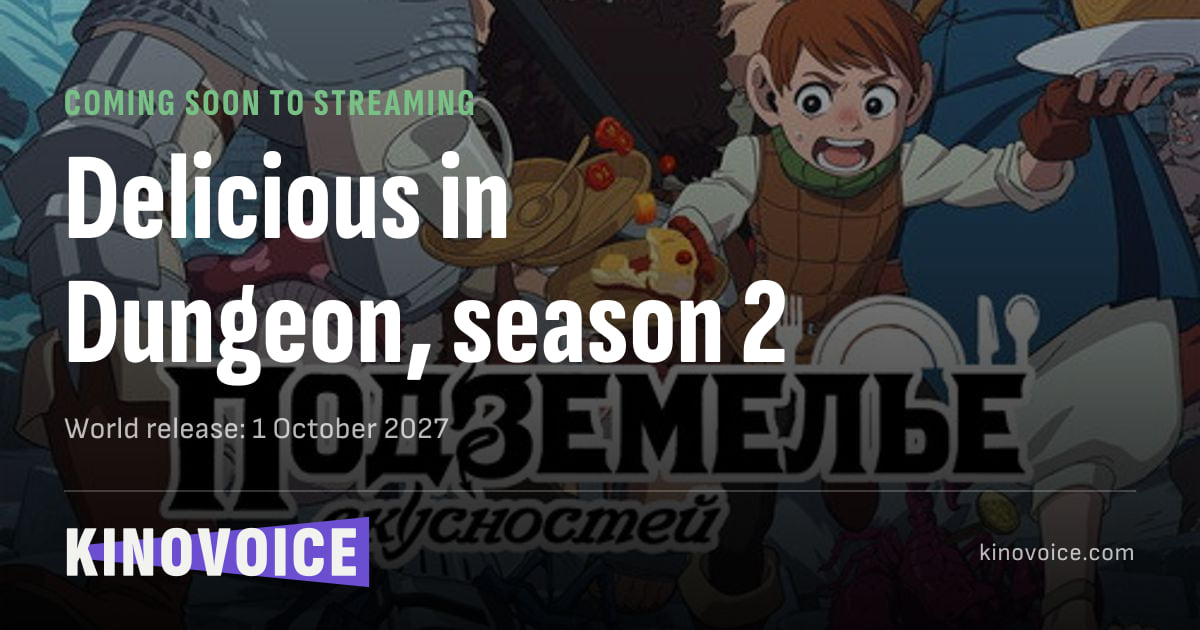 COMING SOON TO STREAMING
Delicious in
Dungeon, season 2
ПОДЗЕМЕЛЬЕ
World release: 1 October 2027
вкусностей
KINOVOICE
kinovoice.com